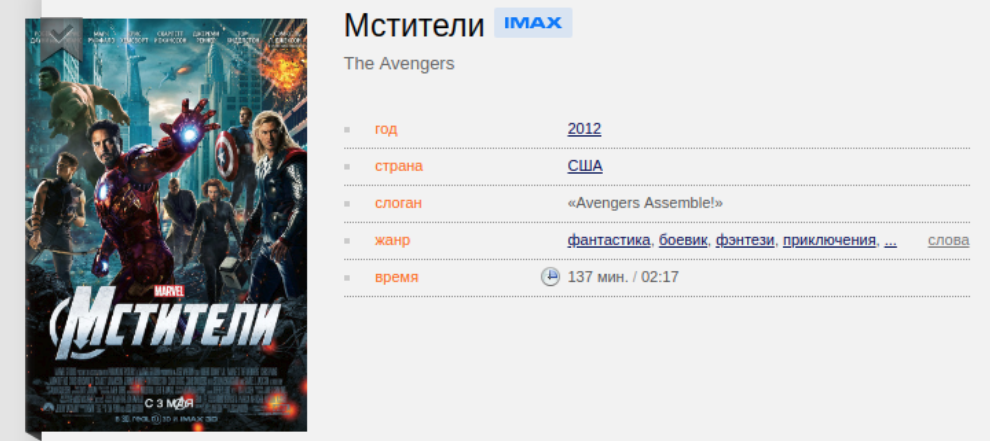 Мстители IMAX
The Avengers
год 2012
страна США
слоган «Avengers Assemble!»
жанр фантастика, боевик, фэнтези, приключения, ... слова
время 137 мин. / 02:17
MARVEL
Мстители
С 3 МАЯ